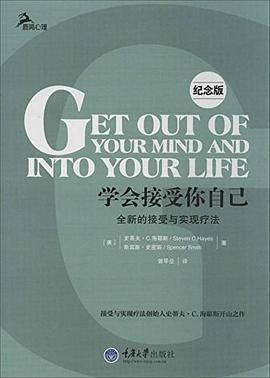 鹿鸣心理
纪念版
GET OUT OF
YOUR MIND AND
INTO YOUR LIFE
学会接受你自己
全新的接受与实现疗法
[美] 史蒂夫·C.海耶斯/Steven C.Hayes 著
斯宾斯·史密斯/Spencer Smith
曾早垒 译
接受与实现疗法创始人史蒂夫·C. 海耶斯开山之作
重庆大学出版社